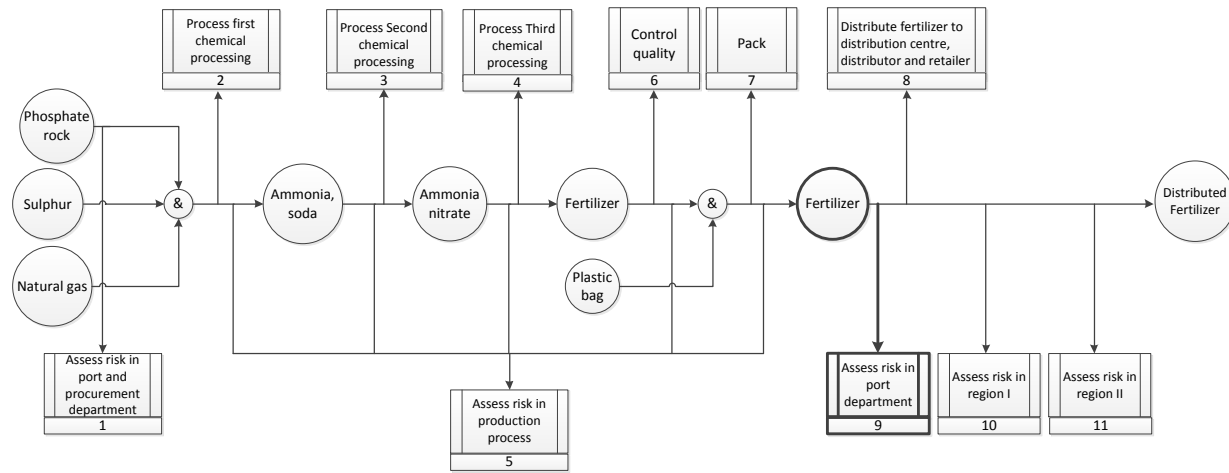 Process first
chemical
processing
2
Process Second
chemical
processing
3
Process Third
chemical
processing
4
Control
quality
6
Pack
7
Distribute fertilizer to
distribution centre,
distributor and retailer
8
Phosphate
rock
Sulphur
Natural gas
&
Ammonia,
soda
Ammonia
nitrate
Fertilizer
&
Plastic
bag
Fertilizer
Distributed
Fertilizer
Assess risk in
port and
procurement
department
1
Assess risk in
production
process
5
Assess risk in
port
department
9
Assess risk in
region I
10
Assess risk in
region II
11